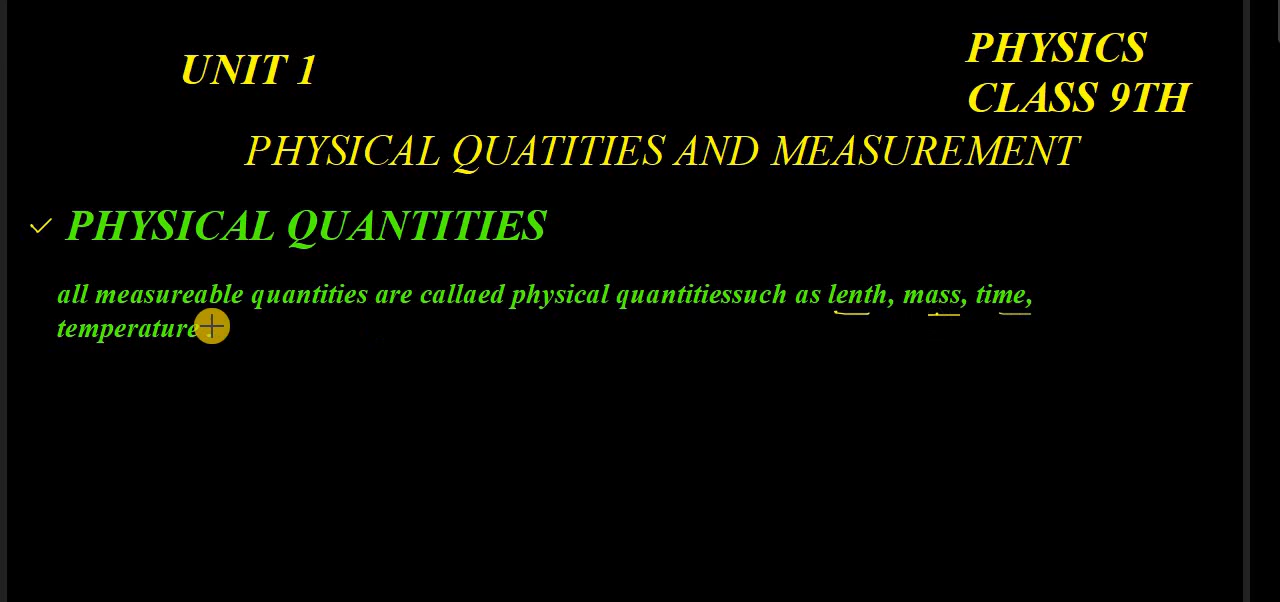 UNIT 1
PHYSICS
CLASS 9TH
PHYSICAL QUATITIES AND MEASUREMENT
PHYSICAL QUANTITIES
all measureable quantities are callaed physical quantitiessuch as lenth, mass, time,
temperature .